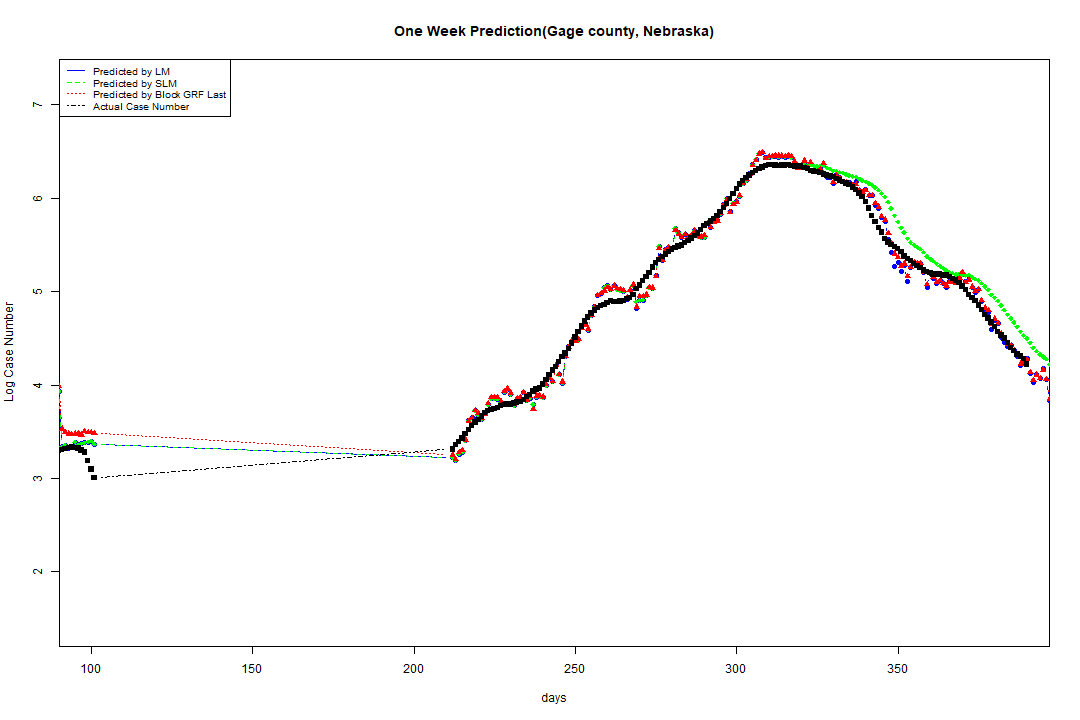 One Week Prediction(Gage county, Nebraska)
Predicted by LM
Predicted by SLM
Predicted by Block GRF Last
Actual Case Number
7
6
5
4
3
2
Log Case Number
100 150 200 250 300 350
days